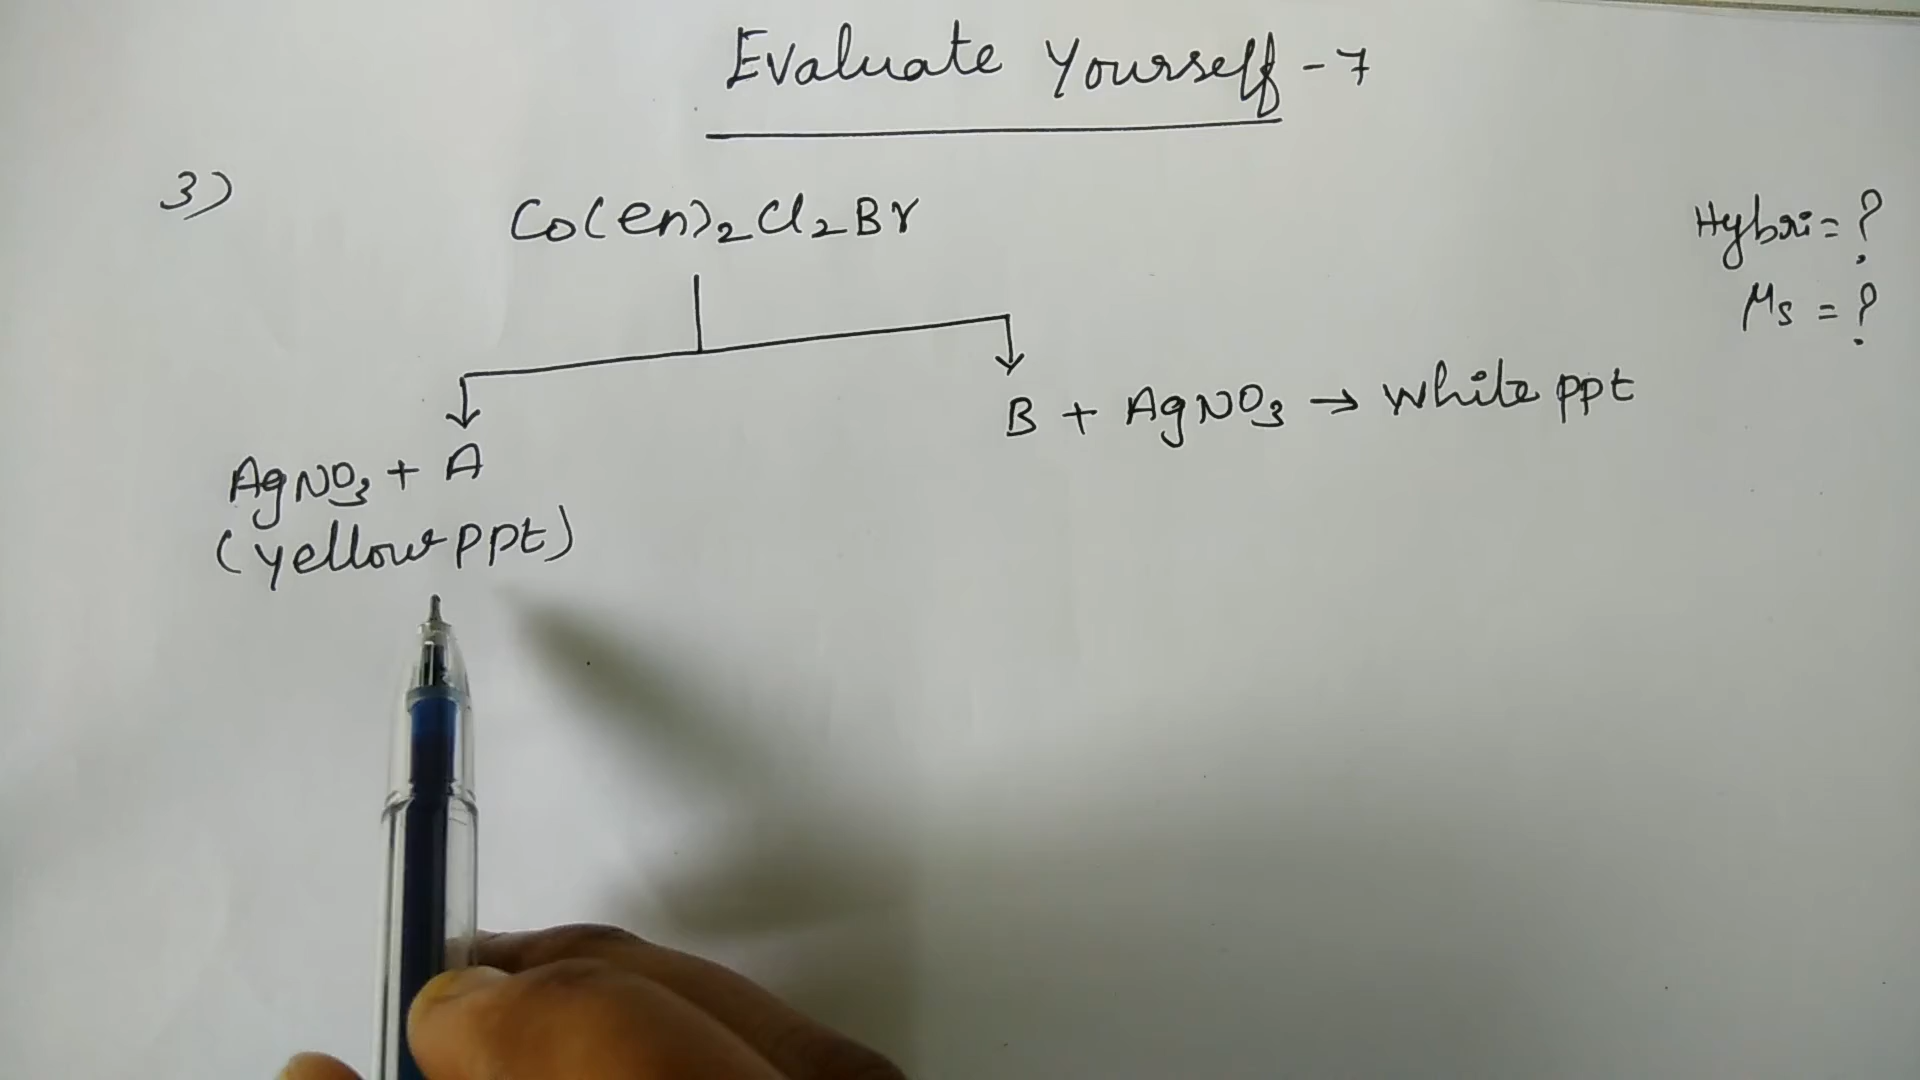 Evaluate Yourself - 7
3)
Co(en)₂Cl₂Br
Hybri = ?
μs = ?
B + AgNO₃ → white ppt
AgNO₃ + A
(yellow ppt)